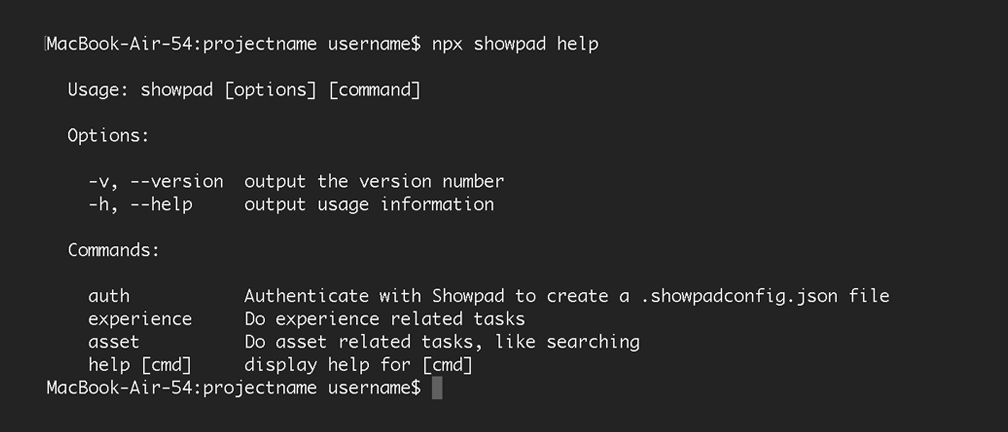 MacBook-Air-54:projectname username$ npx showpad help
Usage: showpad [options] [command]
Options:
-v, --version  output the version number
-h, --help     output usage information
Commands:
auth           Authenticate with Showpad to create a .showpadconfig.json file
experience     Do experience related tasks
asset          Do asset related tasks, like searching
help [cmd]     display help for [cmd]
MacBook-Air-54:projectname username$